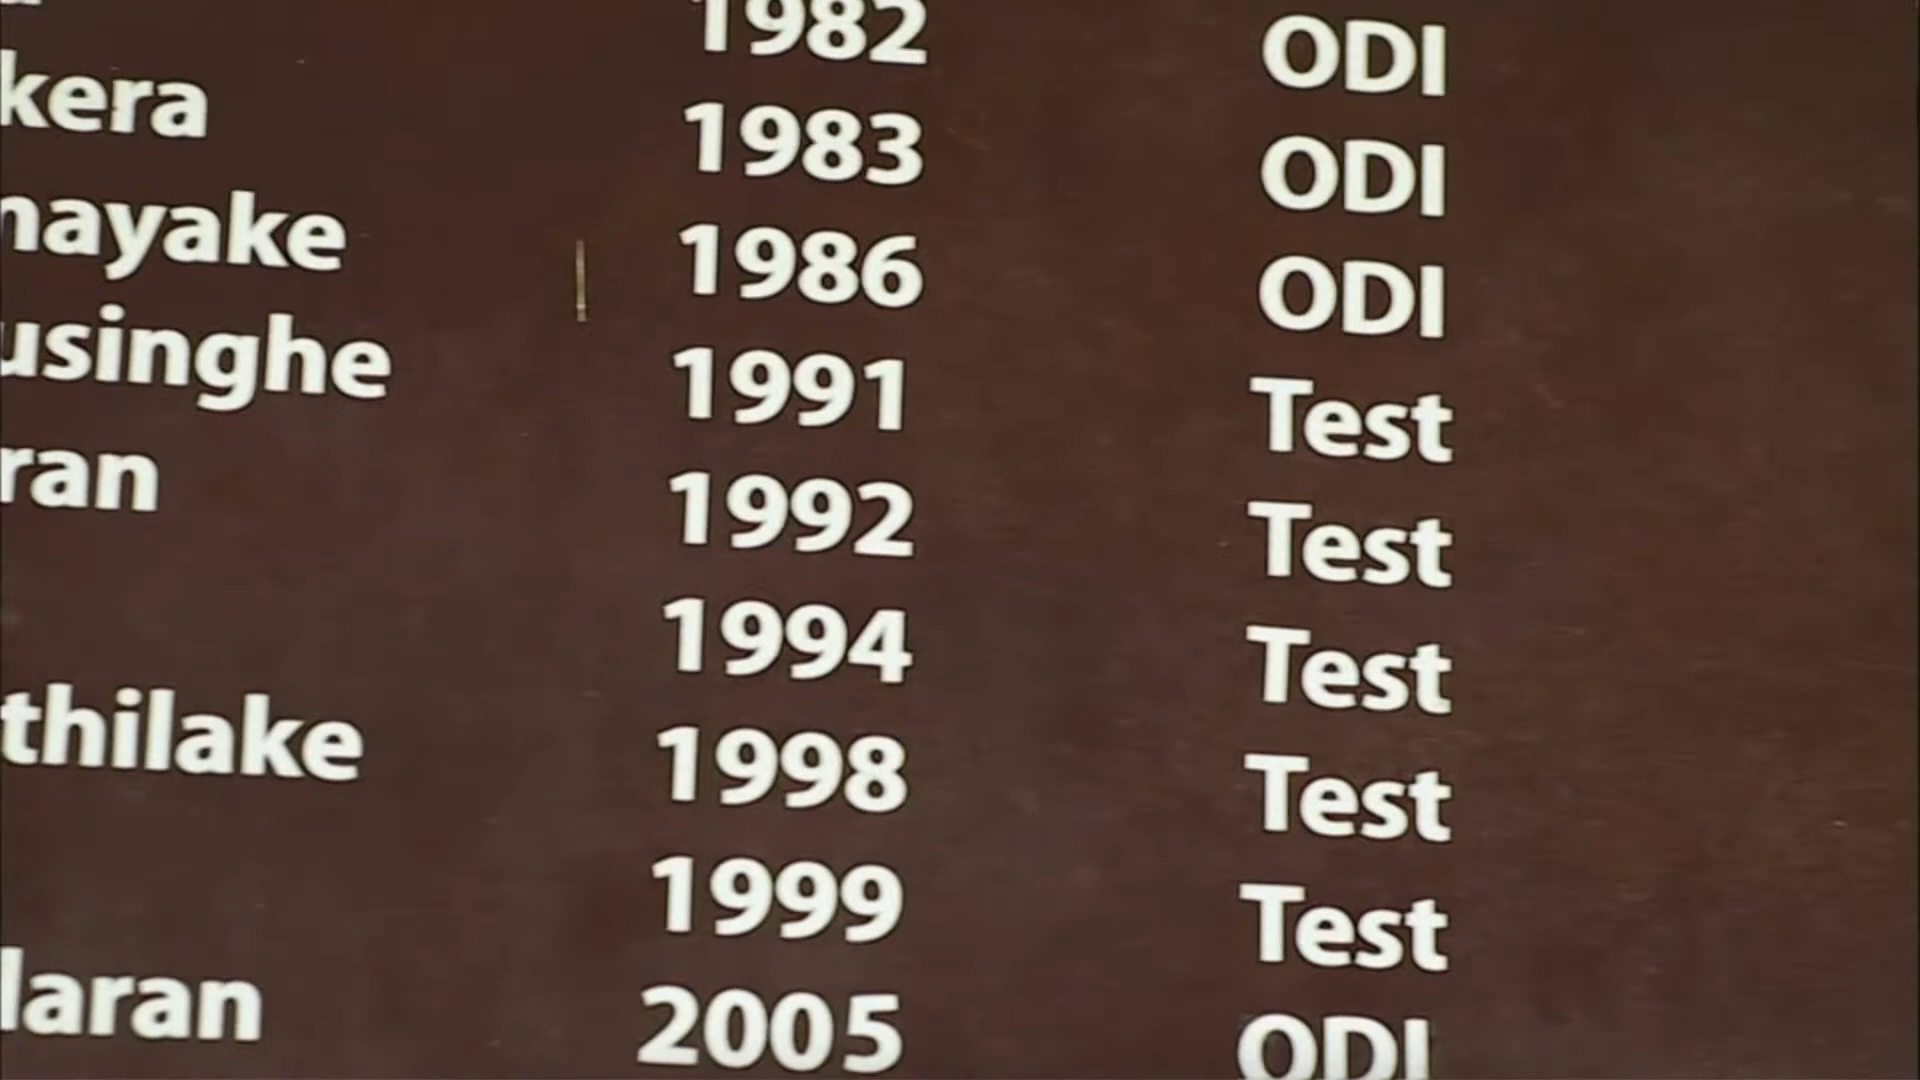 1982 ODI
kera 1983 ODI
nayake 1986 ODI
usinghe 1991 Test
ran 1992 Test
1994 Test
thilake 1998 Test
1999 Test
laran 2005 ODI